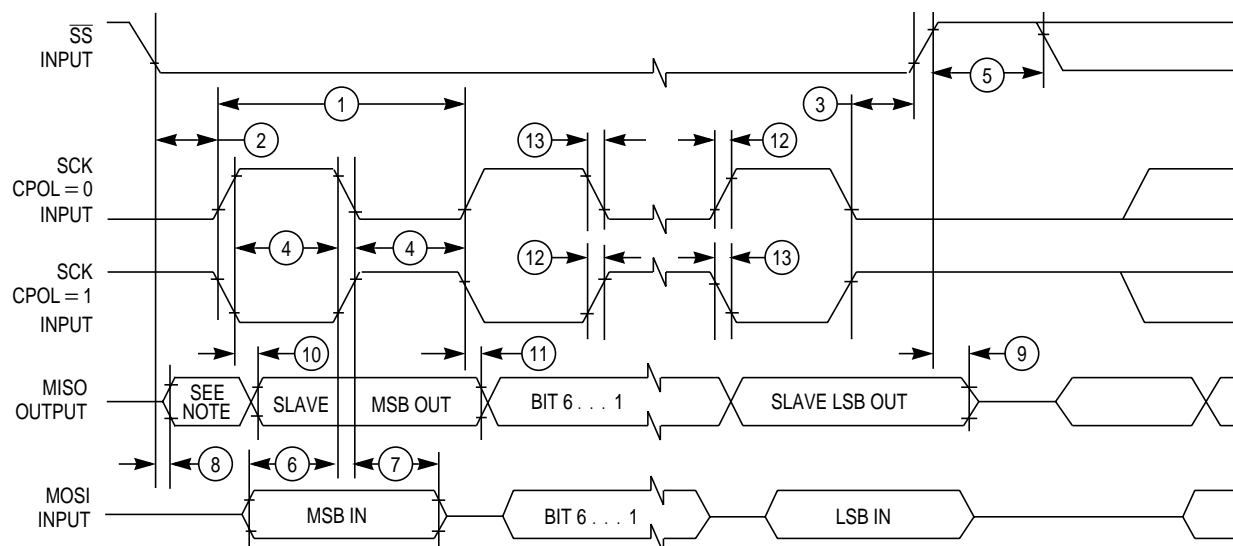 SS
INPUT
5
1
3
2
13
12
SCK
CPOL = 0
INPUT
4
4
SCK
CPOL = 1
INPUT
12
13
10
11
9
MISO
OUTPUT
SEE
NOTE
SLAVE
MSB OUT
BIT 6 . . . 1
SLAVE LSB OUT
8
6
7
MOSI
INPUT
MSB IN
BIT 6 . . . 1
LSB IN